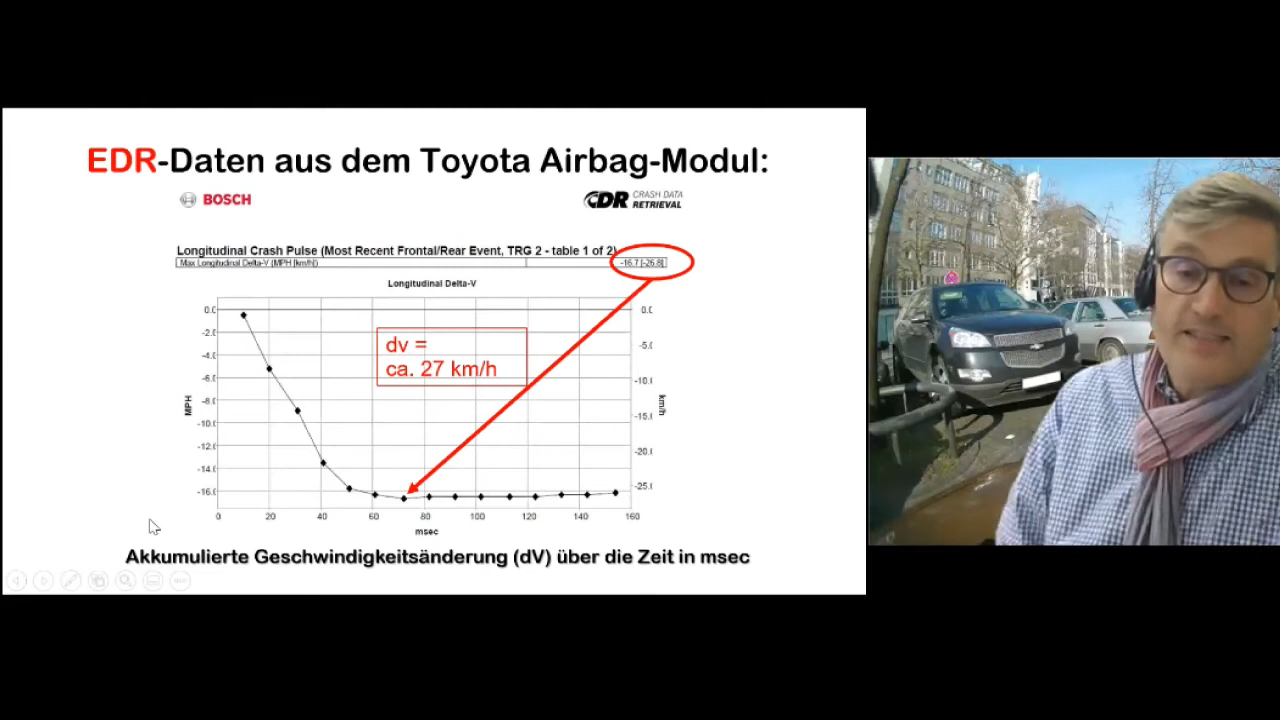 EDR-Daten aus dem Toyota Airbag-Modul:
BOSCH
CDR CRASH DATA
RETRIEVAL
Longitudinal Crash Pulse (Most Recent Frontal/Rear Event, TRG 2 - table 1 of 2)
Max Longitudinal Delta-V (MPH [km/h]) -16.7 [-26.8]
Longitudinal Delta-V
0.0 0.0
-2.0
-4.0 -5.0
-6.0 -10.0
-8.0
-10.0 -15.0
-12.0 -20.0
-14.0
-16.0 -25.0
MPH
km/h
dv =
ca. 27 km/h
0 20 40 60 80 100 120 140 160
msec
Akkumulierte Geschwindigkeitsänderung (dV) über die Zeit in msec